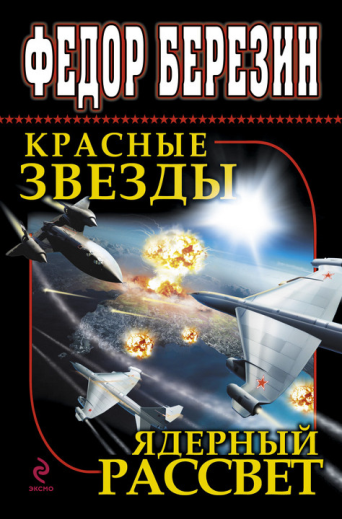 ФЕДОР БЕРЕЗИН
КРАСНЫЕ
ЗВЕЗДЫ
ЯДЕРНЫЙ
РАССВЕТ
ЭКСМО